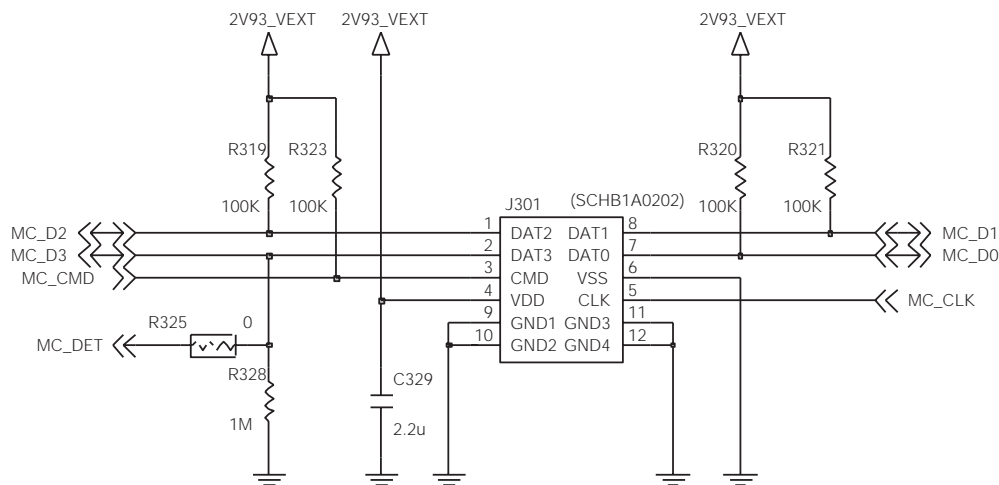 2V93_VEXT 2V93_VEXT 2V93_VEXT
R319 R323 R320 R321
100K 100K 100K 100K
J301 (SCHB1A0202)
MC_D2 1 DAT2 DAT1 8 MC_D1
MC_D3 2 DAT3 DAT0 7 MC_D0
MC_CMD 3 CMD VSS 6
4 VDD CLK 5 MC_CLK
9 GND1 GND3 11
10 GND2 GND4 12
R325 0
MC_DET
R328
1M
C329
2.2u